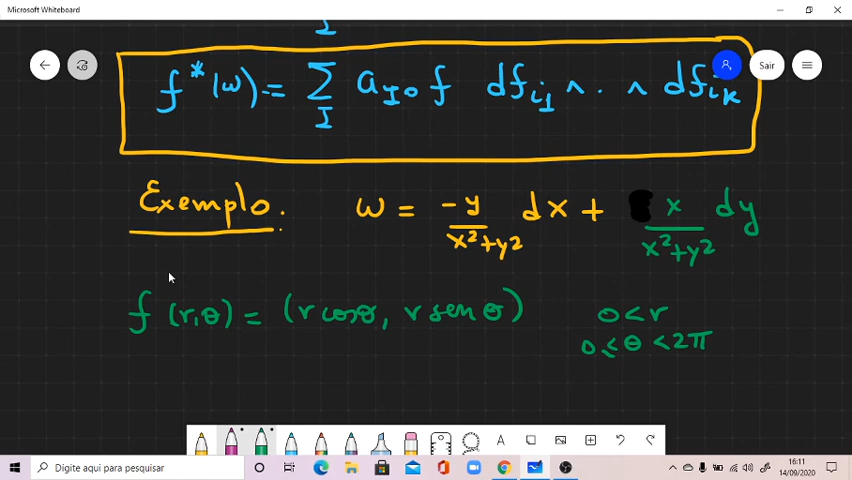 Microsoft Whiteboard
I
Sair
f*(ω) = Σ_I a_I∘f df_{i1} ∧ . ∧ df_{ik}
Exemplo. ω = -y/(x²+y²) dx + x/(x²+y²) dy
f(r,θ) = (r cosθ, r senθ) 0<r
0≤θ<2π
Digite aqui para pesquisar
16:11
14/09/2020